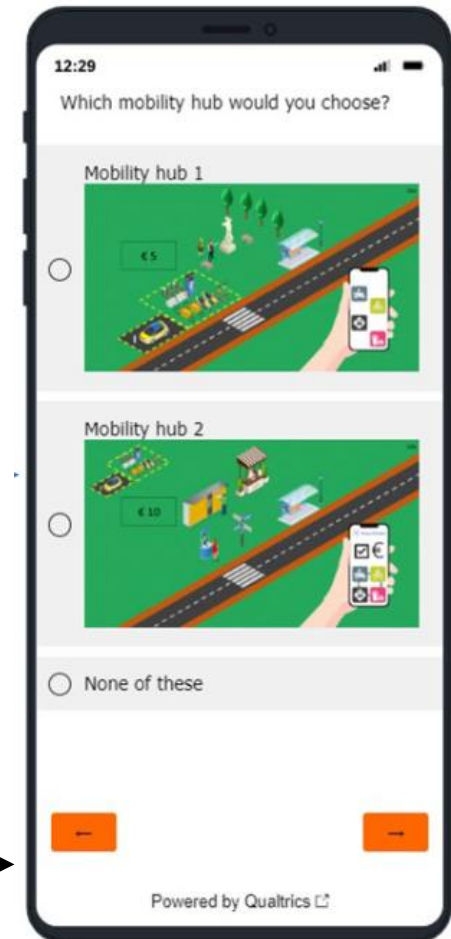 12:29
Which mobility hub would you choose?
Mobility hub 1
€ 5
Mobility hub 2
€ 10
€
None of these
←
→
Powered by Qualtrics